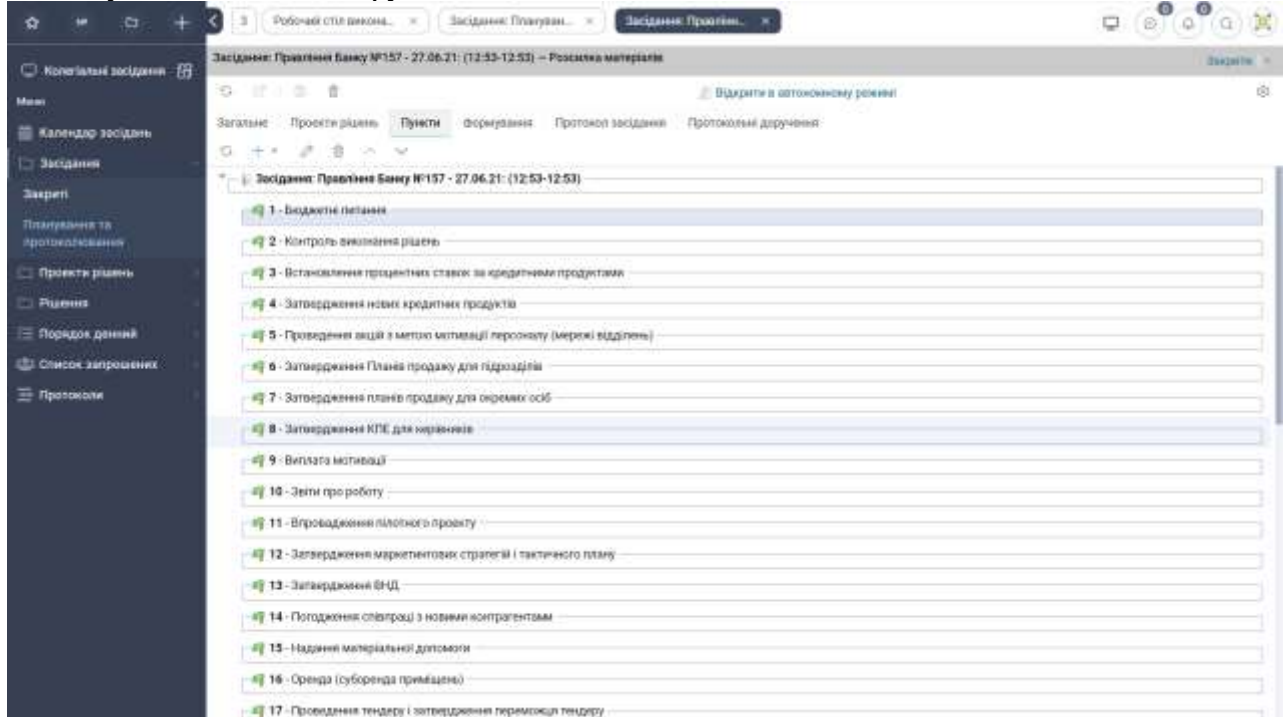 3 Робочий стіл викона... × Засідання: Плануван... × Засідання: Правлінн... ×
0 0
Колегіальні засідання
Меню
Календар засідань
Засідання
Закриті
Планування та
протоколювання
Проекти рішень
Рішення
Порядок денний
Список запрошених
Протоколи
Засідання: Правління Банку №157 - 27.06.21: (12:53-12:53) – Розсилка матеріалів
Закрити ×
Відкрити в автономному режимі
Загальне Проекти рішень Пункти Формування Протокол засідання Протокольні доручення
Засідання: Правління Банку №157 - 27.06.21: (12:53-12:53)
1 - Бюджетні питання
2 - Контроль виконання рішень
3 - Встановлення процентних ставок за кредитними продуктами
4 - Затвердження нових кредитних продуктів
5 - Проведення акцій з метою мотивації персоналу (мережі відділень)
6 - Затвердження Планів продажу для підрозділів
7 - Затвердження планів продажу для окремих осіб
8 - Затвердження КПЕ для керівників
9 - Виплата мотивації
10 - Звіти про роботу
11 - Впровадження пілотного проекту
12 - Затвердження маркетингових стратегій і тактичного плану
13 - Затвердження ВНД
14 - Погодження співпраці з новими контрагентами
15 - Надання матеріальної допомоги
16 - Оренда (суборенда приміщень)
17 - Проведення тендеру і затвердження переможця тендеру